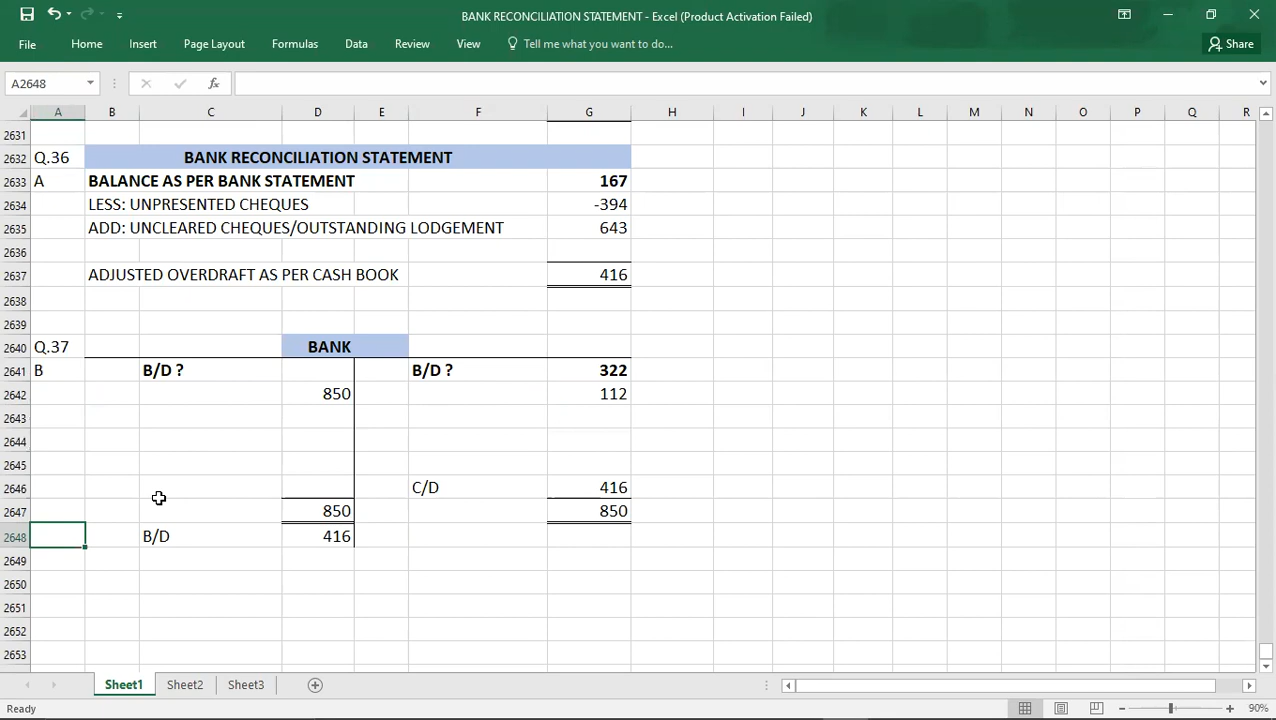 BANK RECONCILIATION STATEMENT - Excel (Product Activation Failed)
File Home Insert Page Layout Formulas Data Review View Tell me what you want to do... Share
A2648 fx
A B C D E F G H I J K L M N O P Q R
2631
2632 Q.36 BANK RECONCILIATION STATEMENT
2633 A BALANCE AS PER BANK STATEMENT 167
2634 LESS: UNPRESENTED CHEQUES -394
2635 ADD: UNCLEARED CHEQUES/OUTSTANDING LODGEMENT 643
2636
2637 ADJUSTED OVERDRAFT AS PER CASH BOOK 416
2638
2639
2640 Q.37 BANK
2641 B B/D ? B/D ? 322
2642 850 112
2643
2644
2645
2646 C/D 416
2647 850 850
2648 B/D 416
2649
2650
2651
2652
2653
Sheet1 Sheet2 Sheet3
Ready 90%